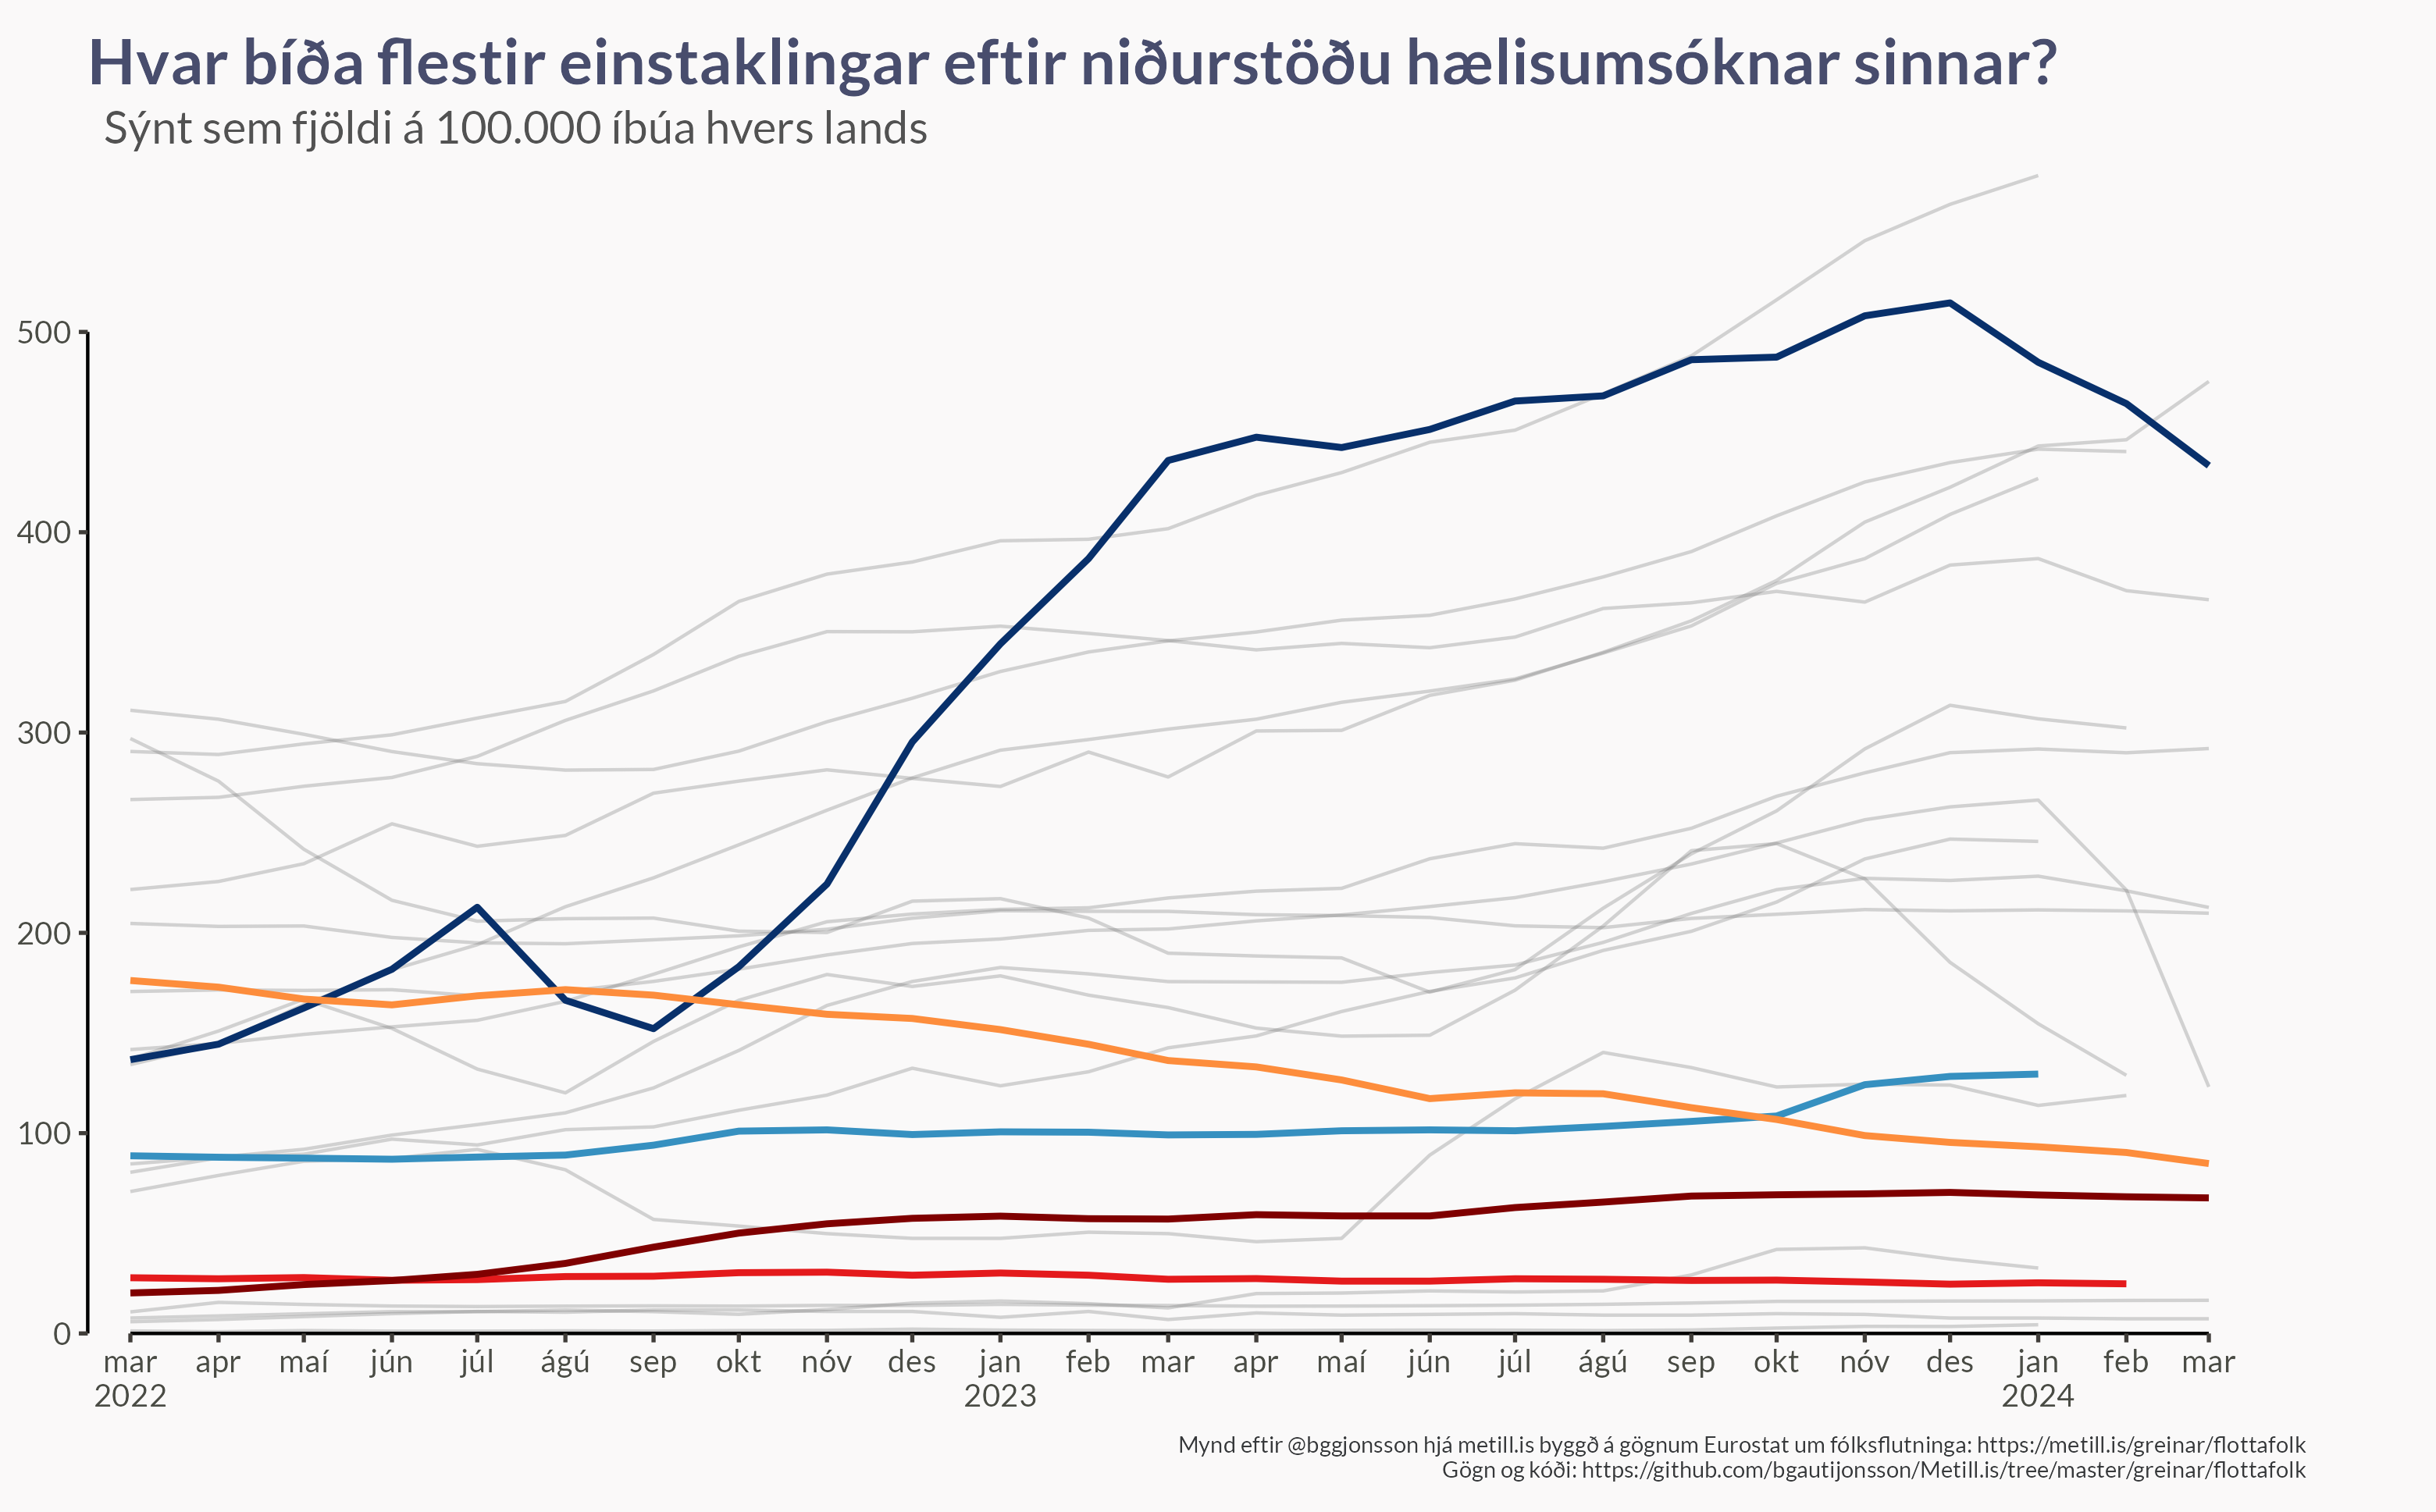 Hvar bíða flestir einstaklingar eftir niðurstöðu hælisumsóknar sinnar?
Sýnt sem fjöldi á 100.000 íbúa hvers lands
500
400
300
200
100
0
mar apr maí jún júl ágú sep okt nóv des jan feb mar apr maí jún júl ágú sep okt nóv des jan feb mar
2022 2023 2024
Mynd eftir @bggjonsson hjá metill.is byggð á gögnum Eurostat um fólksflutninga: https://metill.is/greinar/flottafolk
Gögn og kóði: https://github.com/bgautijonsson/Metill.is/tree/master/greinar/flottafolk